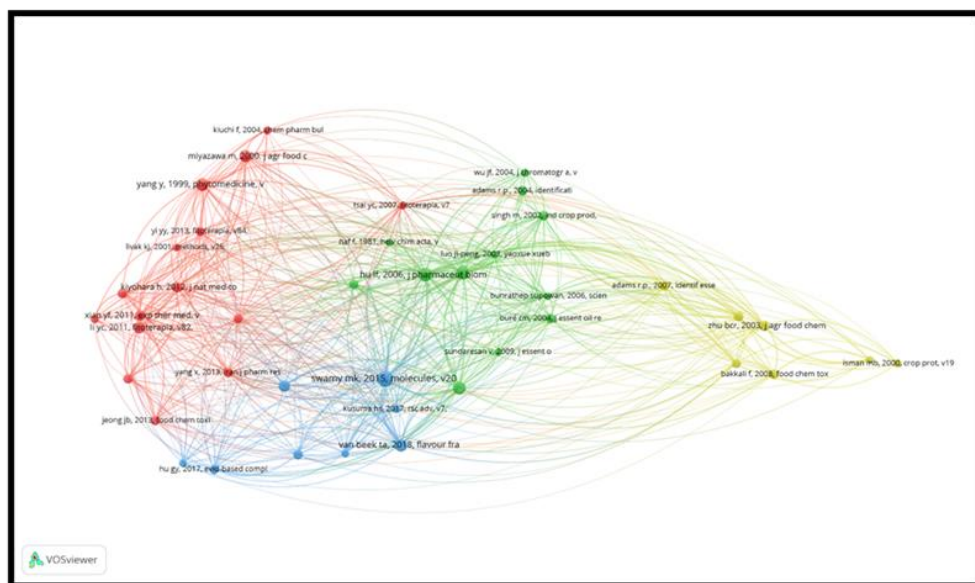 kiuchi f, 2004, chem pharm bul
miyazawa m, 2000, j agr food c
wu jf, 2004, j chromatogr a, v
yang y, 1999, phytomedicine, v
adams r.p., 2004, identificati
tsai yc, 2007, fitoterapia, v7
singh m, 2002, ind crop prod,
yi yy, 2013, fitoterapia, v84,
naf f, 1981, helv chim acta, v
livak kj, 2001, methods, v25,
luo ji-peng, 2001, yaoxue xueb
hu lf, 2006, j pharmaceut biom
kiyohara h, 2012, j nat med-to
adams r.p., 2007, identif esse
bunrathep supawan, 2006, scien
xian yf, 2011, exp ther med, v
buré cm, 2004, j essent oil re
li yc, 2011, fitoterapia, v82,
zhu bcr, 2003, j agr food chem
sundaresan v, 2009, j essent o
isman mb, 2000, crop prot, v19
yang x, 2013, iran j pharm res
swamy mk, 2015, molecules, v20
bakkali f, 2008, food chem tox
kusuma hs, 2017, rsc adv, v7,
jeong jb, 2013, food chem toxi
van beek ta, 2018, flavour fra
hu gy, 2017, evid-based compl
VOSviewer